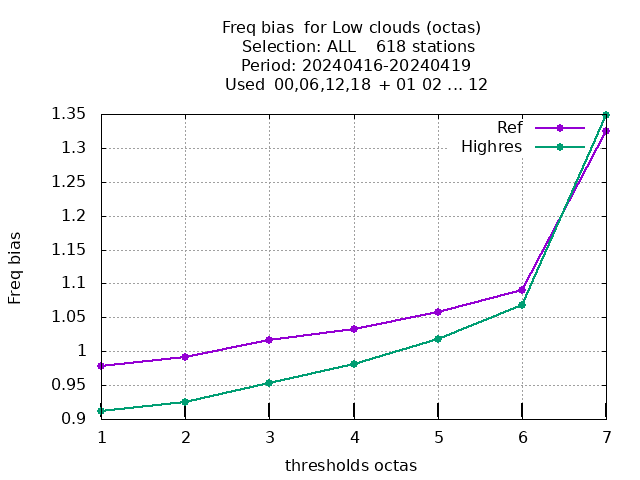 Freq bias  for Low clouds (octas)
Selection: ALL    618 stations
Period: 20240416-20240419
Used  00,06,12,18 + 01 02 ... 12
Ref
Highres
1.35
1.3
1.25
1.2
1.15
1.1
1.05
1
0.95
0.9
Freq bias
1 2 3 4 5 6 7
thresholds octas